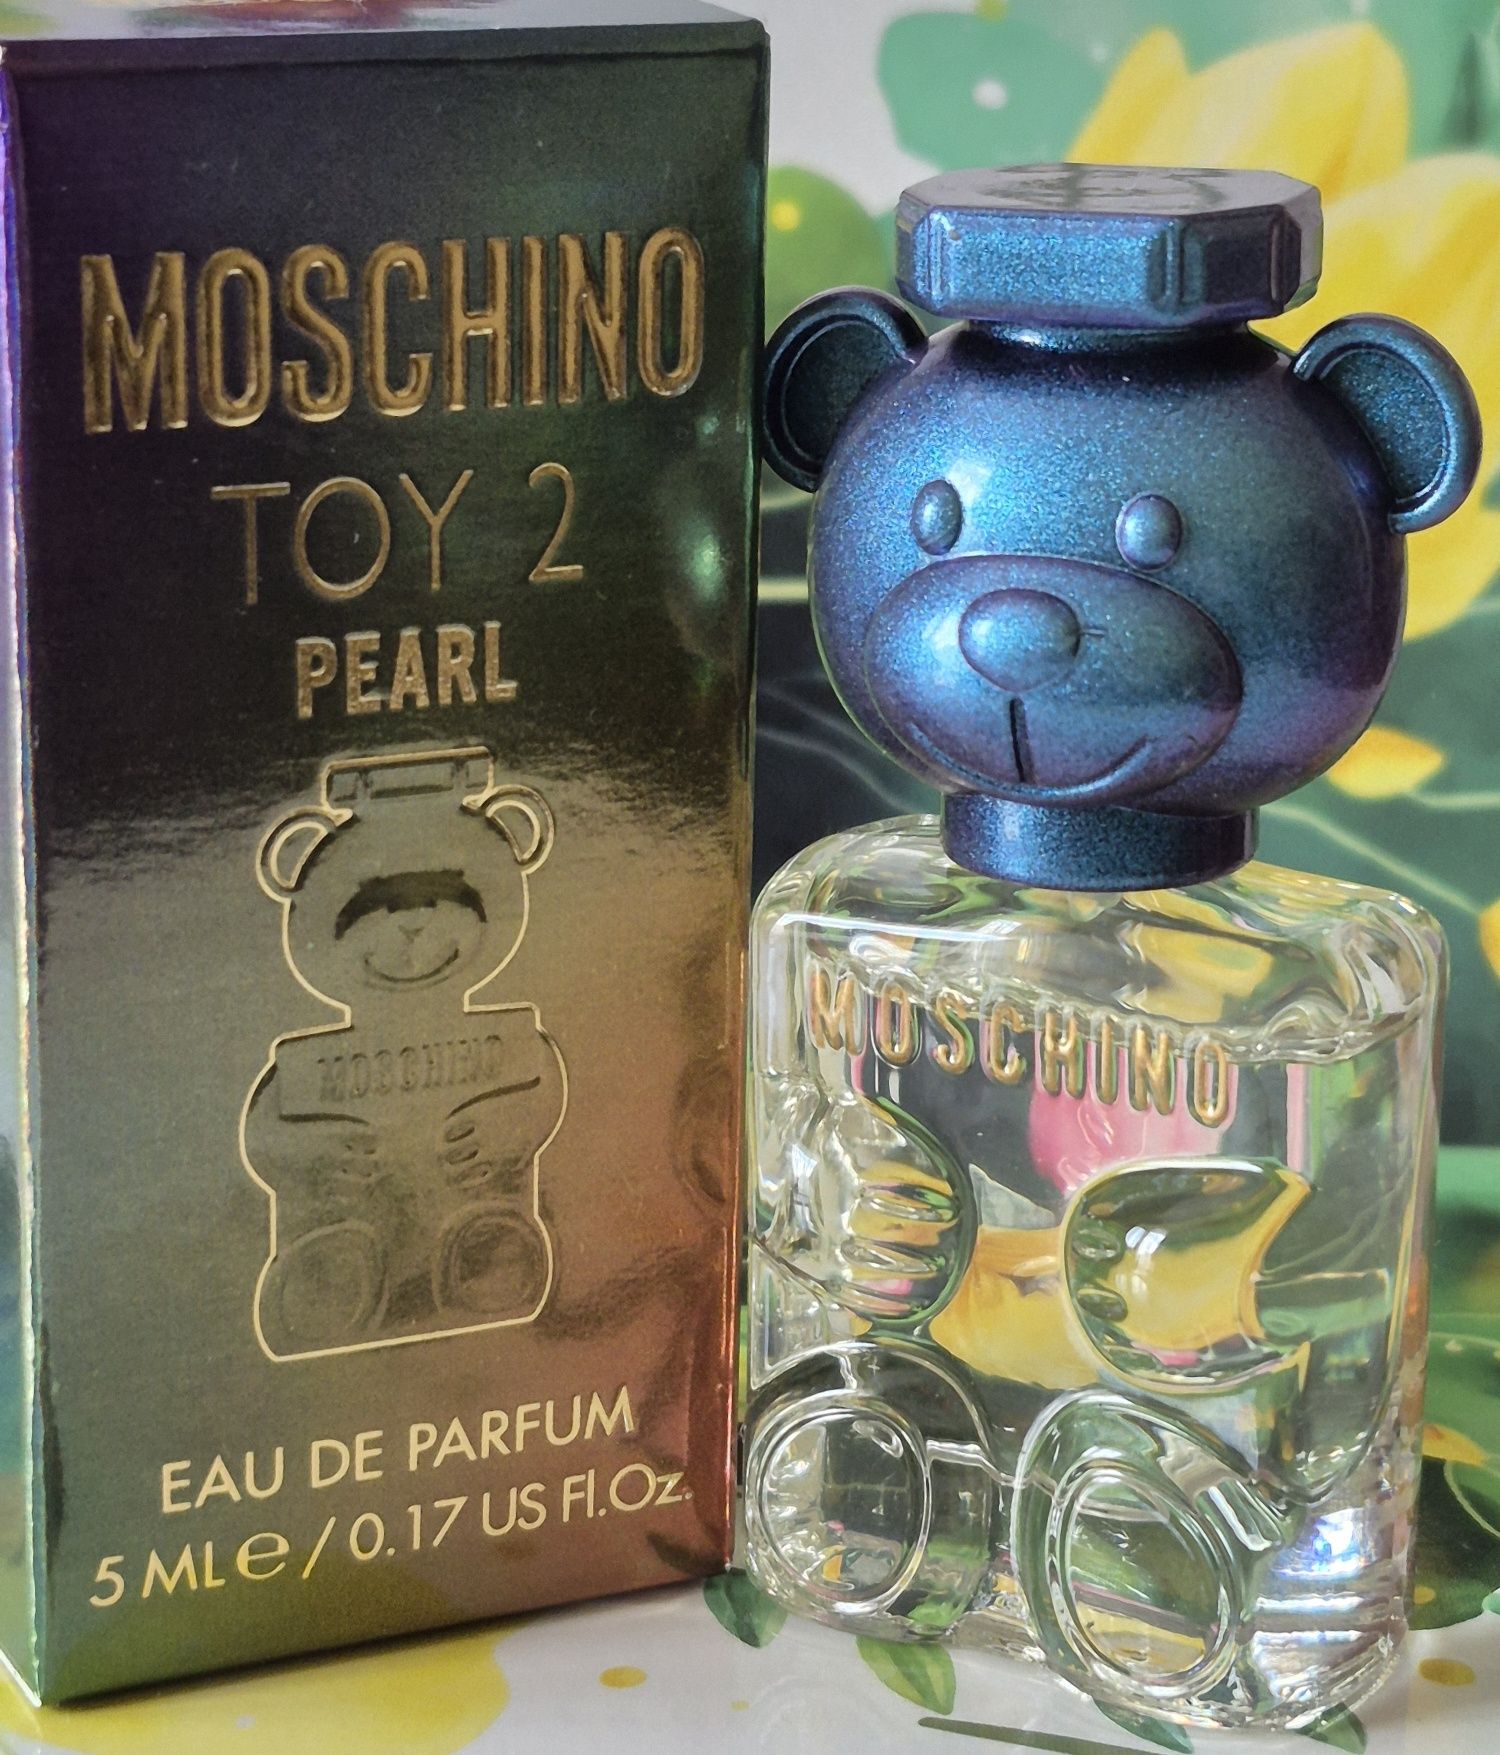 MOSCHINO
TOY 2
PEARL
MOSCHINO
EAU DE PARFUM
5 ML e / 0.17 US Fl.Oz.
MOSCHINO